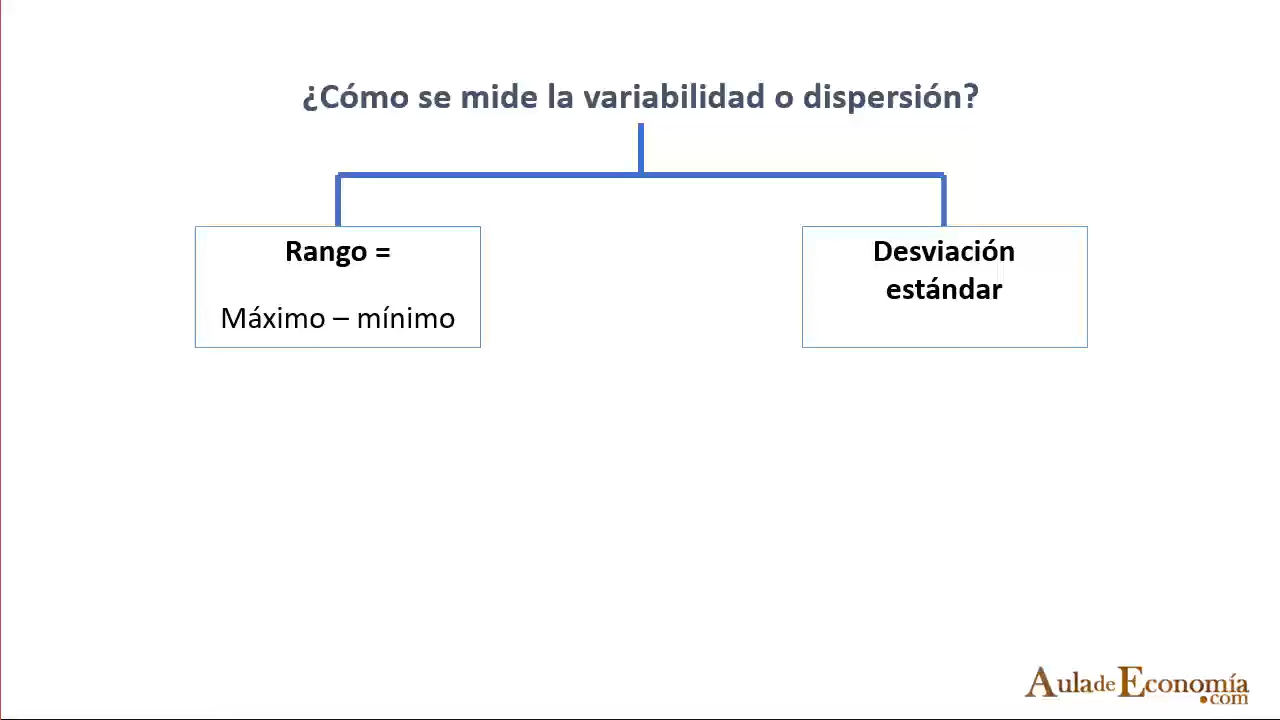 ¿Cómo se mide la variabilidad o dispersión?
Rango =
Máximo – mínimo
Desviación
estándar
AuladeEconomía
.com